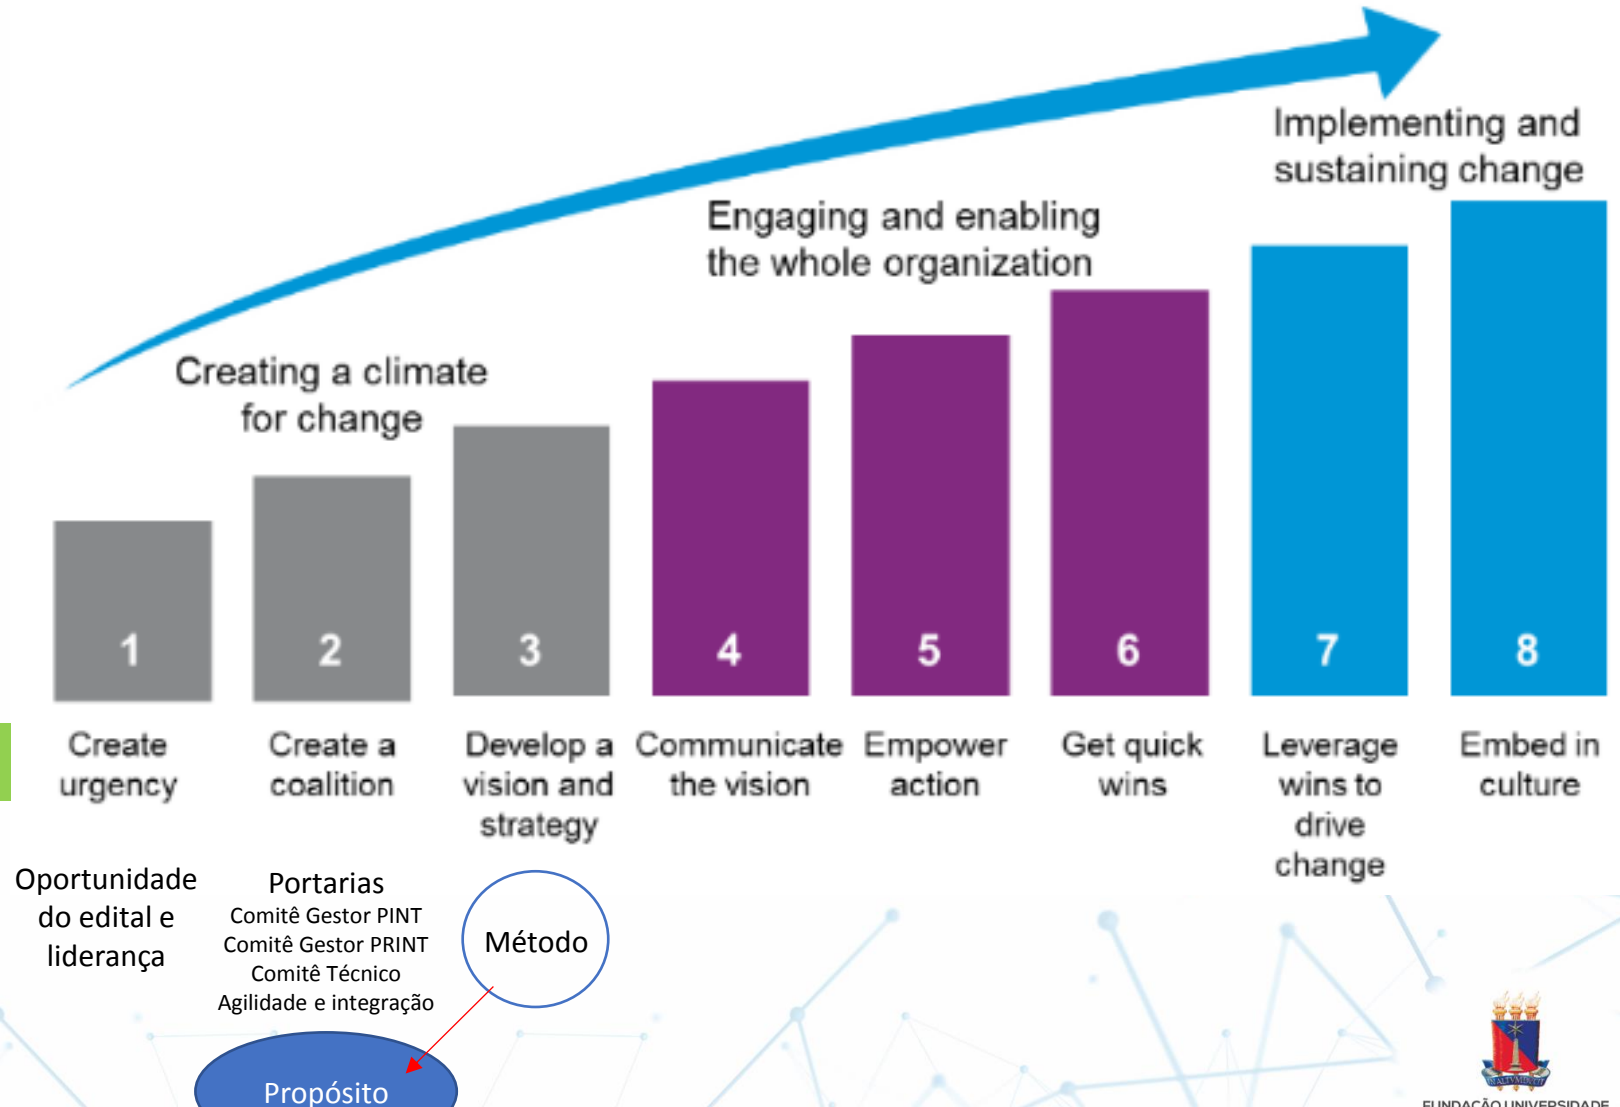 Implementing and
sustaining change
Engaging and enabling
the whole organization
Creating a climate
for change
1
2
3
4
5
6
7
8
Create
urgency
Create a
coalition
Develop a
vision and
strategy
Communicate
the vision
Empower
action
Get quick
wins
Leverage
wins to
drive
change
Embed in
culture
Oportunidade
do edital e
liderança
Portarias
Comitê Gestor PINT
Comitê Gestor PRINT
Comitê Técnico
Agilidade e integração
Método
Propósito
FUNDAÇÃO UNIVERSIDADE